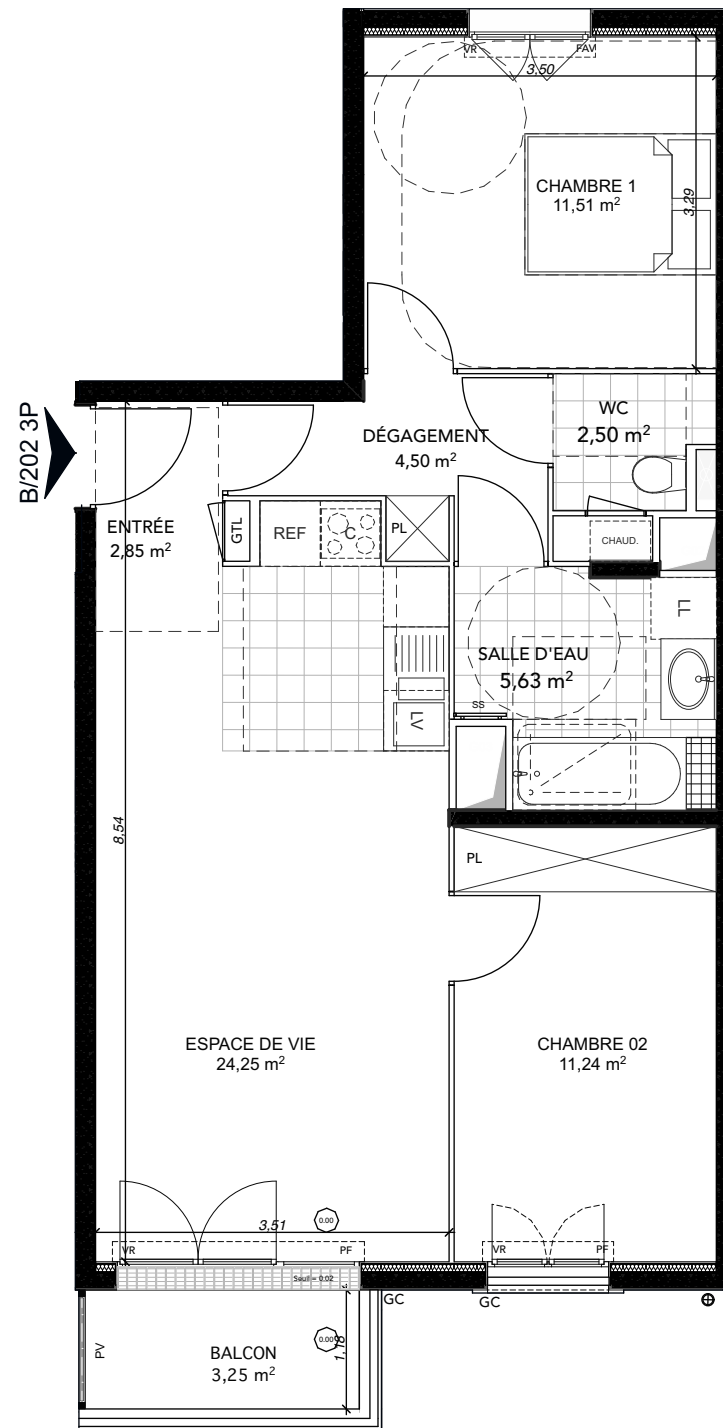 VR
FAV
3,50
CHAMBRE 1
11,51 m²
3,29
B/202 3P
WC
2,50 m²
DÉGAGEMENT
4,50 m²
ENTRÉE
2,85 m²
GTL
REF
C
PL
CHAUD.
LL
SALLE D'EAU
5,63 m²
SS
LV
8,54
PL
ESPACE DE VIE
24,25 m²
CHAMBRE 02
11,24 m²
3,51
0.00
VR
PF
VR
PF
Seuil = 0.02
GC
GC
PV
BALCON
3,25 m²
0.00
1,18